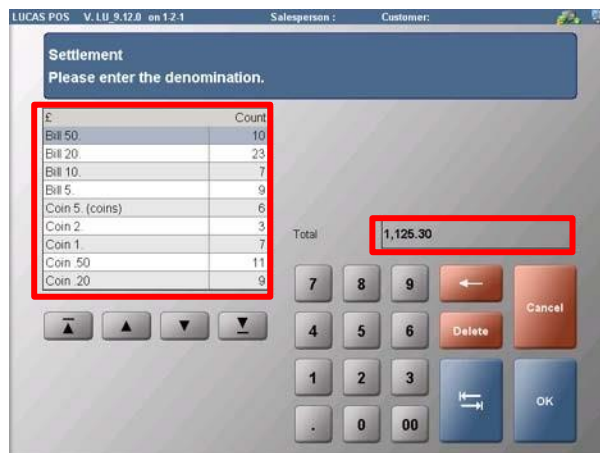 LUCAS POS V. LU_9.12.0 on 1-2-1 Salesperson : Customer:
Settlement
Please enter the denomination.
£ Count
Bill 50. 10
Bill 20. 23
Bill 10. 7
Bill 5. 9
Coin 5. (coins) 6
Coin 2. 3
Coin 1. 7
Coin .50 11
Coin .20 9
Total 1,125.30
7 8 9
Cancel
4 5 6 Delete
1 2 3
OK
. 0 00